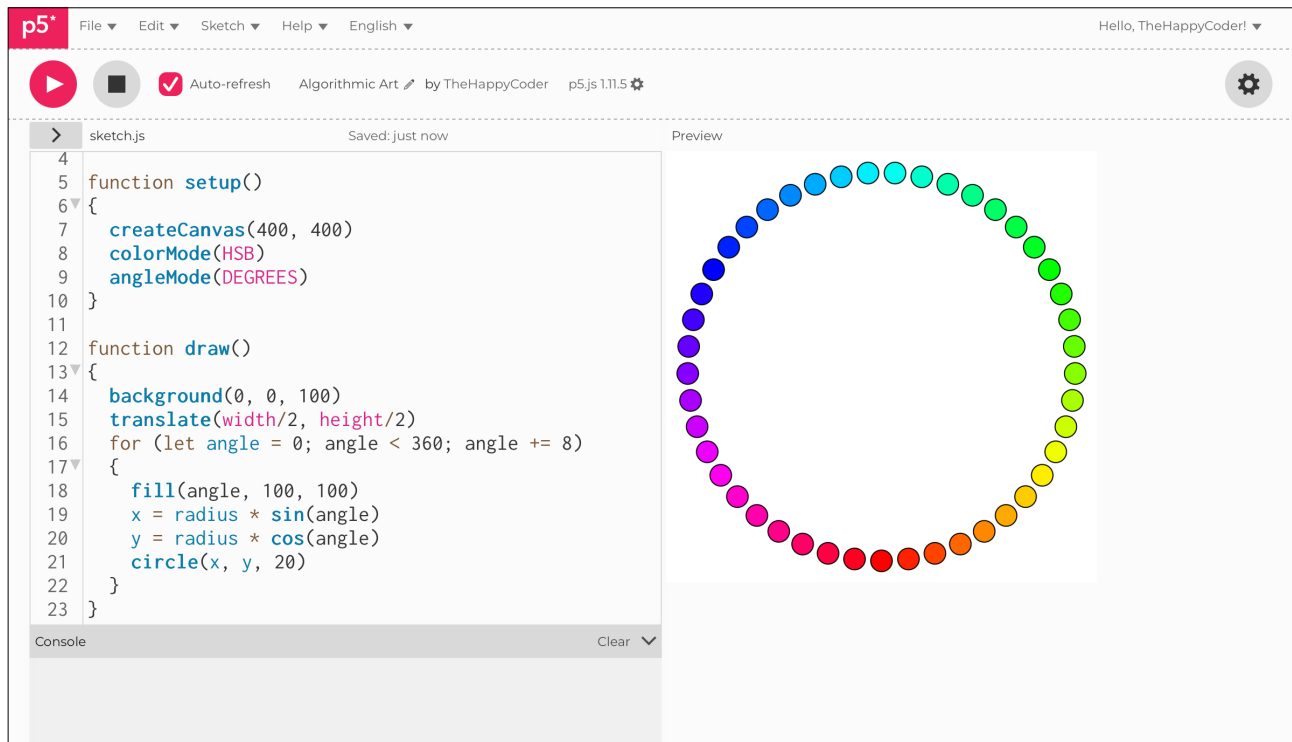 p5* File Edit Sketch Help English Hello, TheHappyCoder!
Auto-refresh Algorithmic Art by TheHappyCoder p5.js 1.11.5
sketch.js Saved: just now Preview
4
5 function setup()
6 {
7 createCanvas(400, 400)
8 colorMode(HSB)
9 angleMode(DEGREES)
10 }
11
12 function draw()
13 {
14 background(0, 0, 100)
15 translate(width/2, height/2)
16 for (let angle = 0; angle < 360; angle += 8)
17 {
18 fill(angle, 100, 100)
19 x = radius * sin(angle)
20 y = radius * cos(angle)
21 circle(x, y, 20)
22 }
23 }
Console Clear